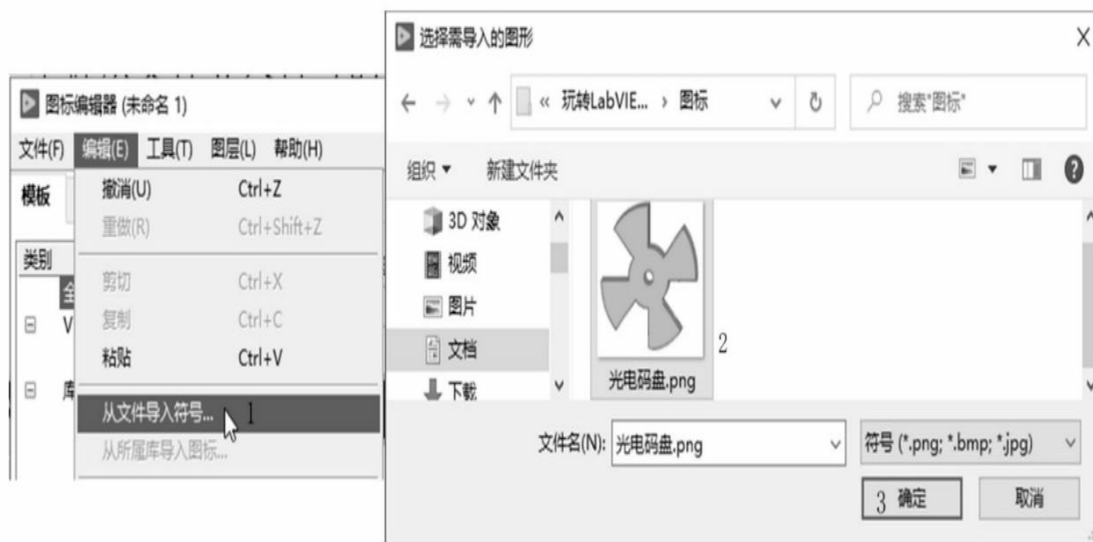 图标编辑器 (未命名 1)
文件(F) 编辑(E) 工具(T) 图层(L) 帮助(H)
模板
类别
全
V
库
撤消(U) Ctrl+Z
重做(R) Ctrl+Shift+Z
剪切 Ctrl+X
复制 Ctrl+C
粘贴 Ctrl+V
从文件导入符号... 1
从所属库导入图标...
选择需导入的图形
« 玩转LabVIE... › 图标
搜索"图标"
组织 新建文件夹
3D 对象
视频
图片
文档
下载
2
光电码盘.png
文件名(N): 光电码盘.png
符号 (*.png; *.bmp; *.jpg)
3 确定 取消